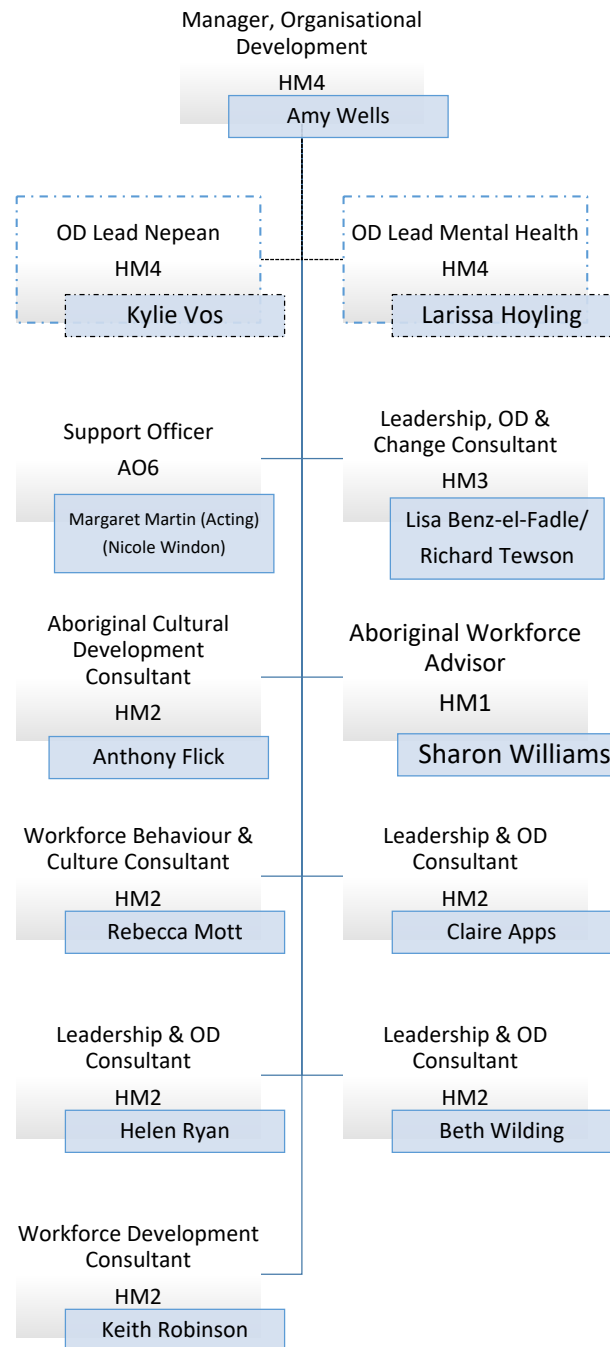 Manager, Organisational
Development
HM4
Amy Wells
OD Lead Nepean
HM4
Kylie Vos
OD Lead Mental Health
HM4
Larissa Hoyling
Support Officer
AO6
Margaret Martin (Acting)
(Nicole Windon)
Leadership, OD &
Change Consultant
HM3
Lisa Benz-el-Fadle/
Richard Tewson
Aboriginal Cultural
Development
Consultant
HM2
Anthony Flick
Aboriginal Workforce
Advisor
HM1
Sharon Williams
Workforce Behaviour &
Culture Consultant
HM2
Rebecca Mott
Leadership & OD
Consultant
HM2
Claire Apps
Leadership & OD
Consultant
HM2
Helen Ryan
Leadership & OD
Consultant
HM2
Beth Wilding
Workforce Development
Consultant
HM2
Keith Robinson